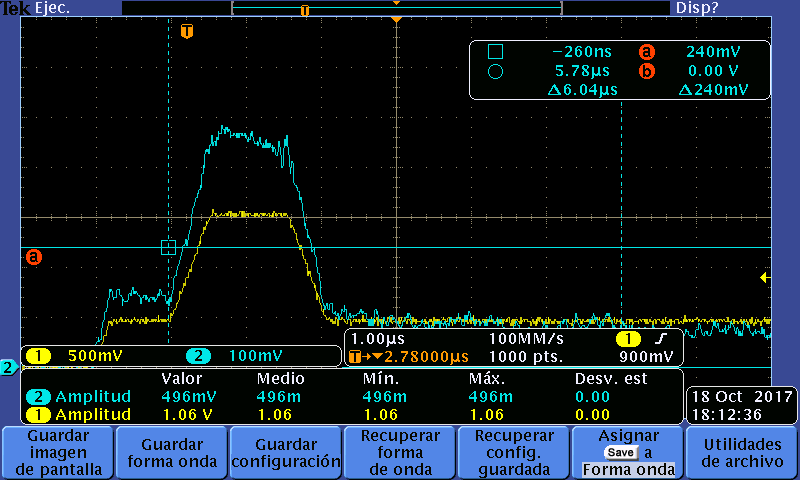 Tek Ejec. Disp?
T
T
−260ns a 240mV
5.78µs b 0.00 V
Δ6.04µs Δ240mV
a
1 500mV 2 100mV
1.00µs 100MM/s 1
T→▼2.78000µs 1000 pts. 900mV
2
Valor Medio Mín. Máx. Desv. est
2 Amplitud 496mV 496m 496m 496m 0.00
1 Amplitud 1.06 V 1.06 1.06 1.06 0.00
18 Oct 2017
18:12:36
Guardar
imagen
de pantalla
Guardar
forma onda
Guardar
configuración
Recuperar
forma
de onda
Recuperar
config.
guardada
Asignar
Save a
Forma onda
Utilidades
de archivo